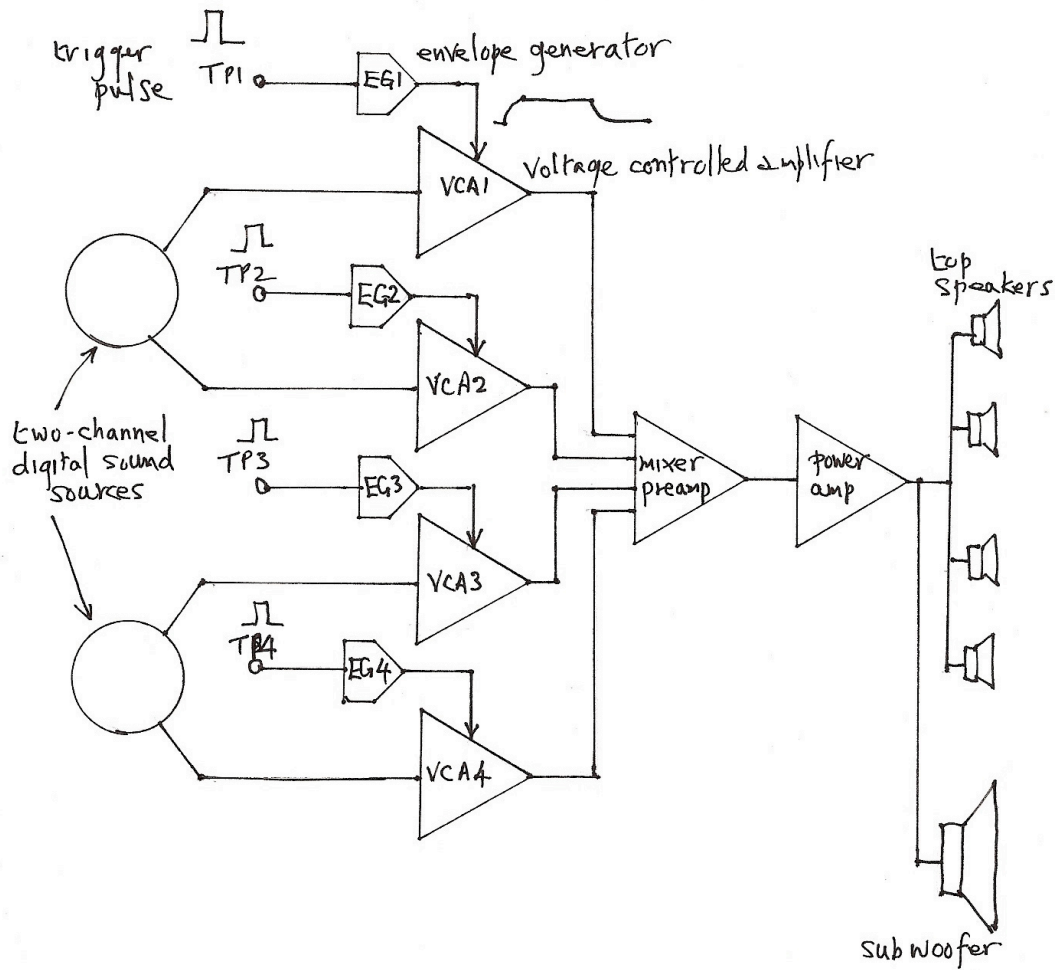 trigger
pulse
TP1
EG1
envelope generator
VCA1
voltage controlled amplifier
TP2
EG2
VCA2
top
speakers
two-channel
digital sound
sources
TP3
EG3
mixer
preamp
power
amp
VCA3
TP4
EG4
VCA4
subwoofer